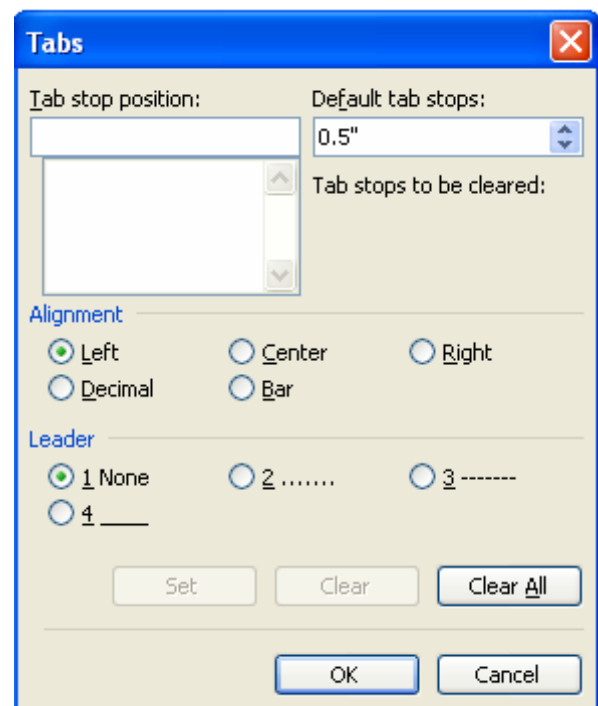 Tabs
Tab stop position: Default tab stops:
0.5"
Tab stops to be cleared:
Alignment
Left Center Right
Decimal Bar
Leader
1 None 2 ....... 3 -------
4 ____
Set Clear Clear All
OK Cancel